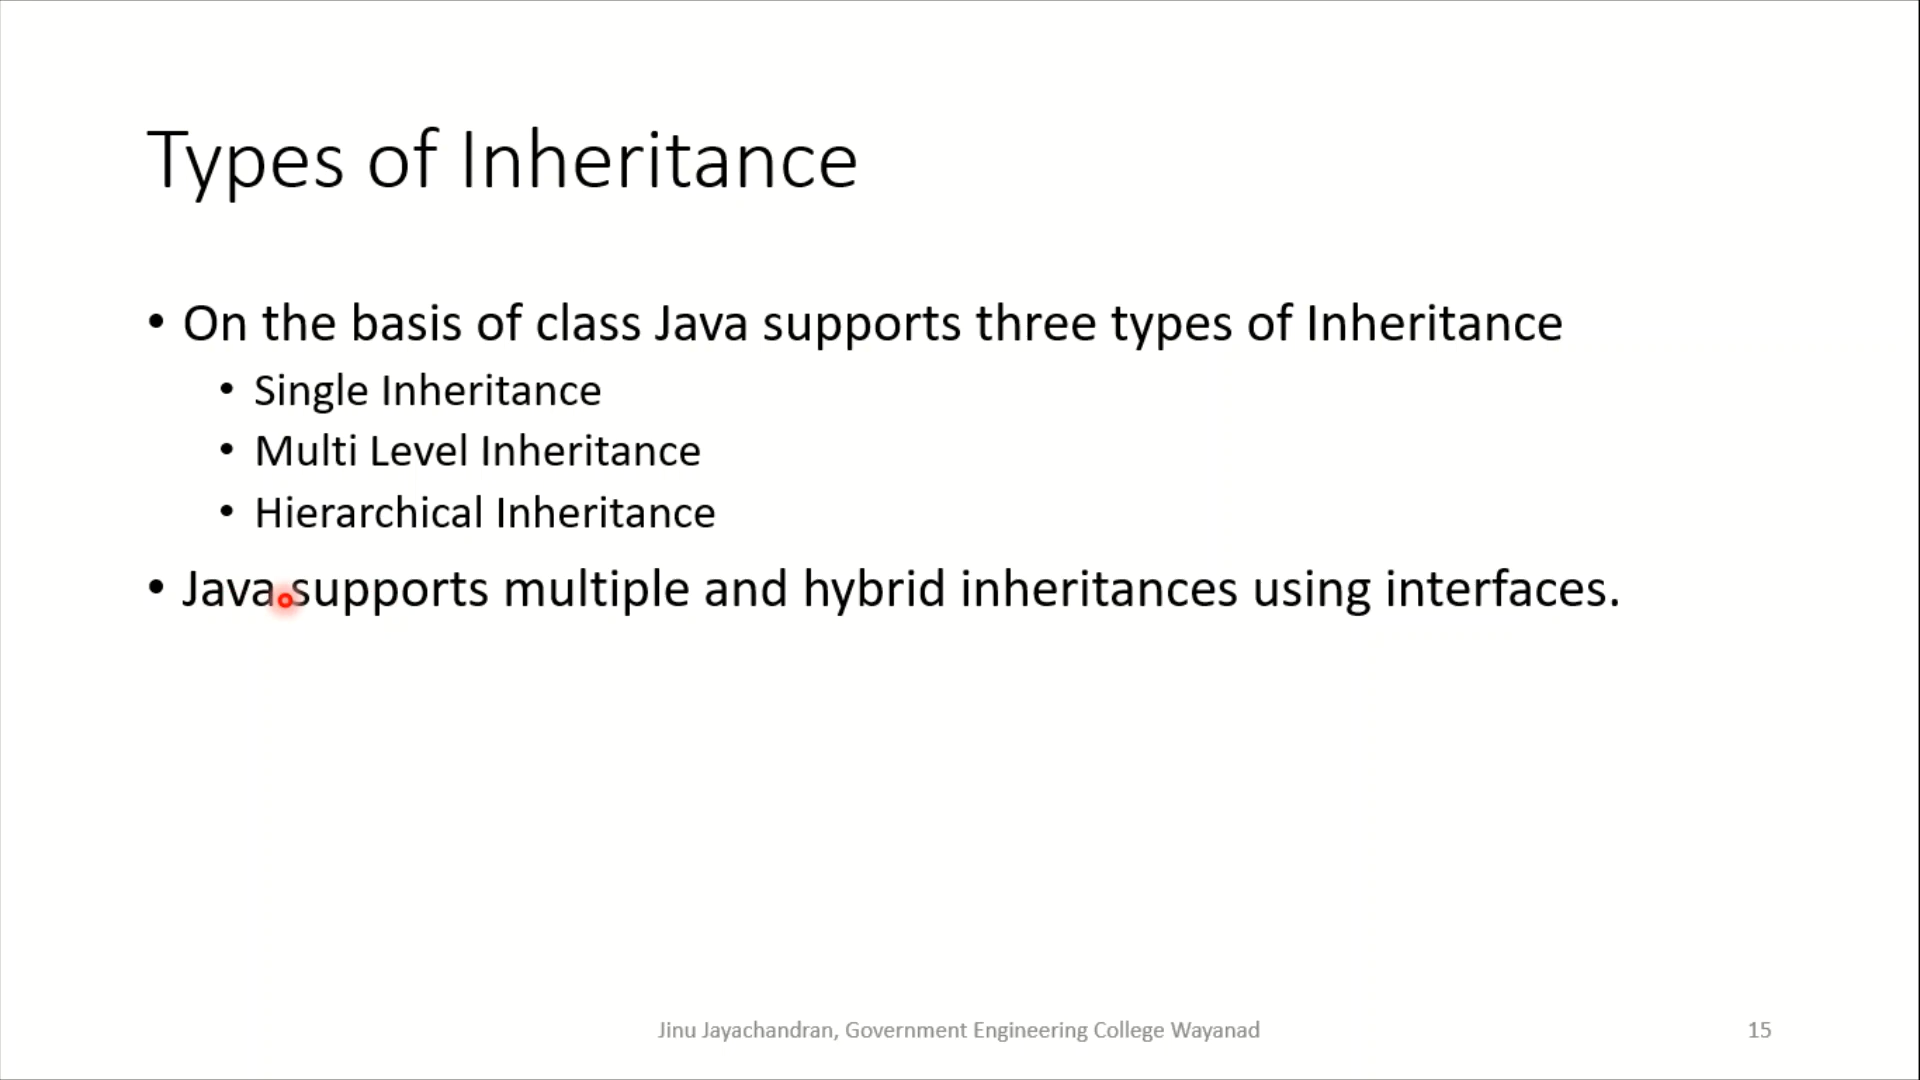 Types of Inheritance
• On the basis of class Java supports three types of Inheritance
• Single Inheritance
• Multi Level Inheritance
• Hierarchical Inheritance
• Java supports multiple and hybrid inheritances using interfaces.
Jinu Jayachandran, Government Engineering College Wayanad
15